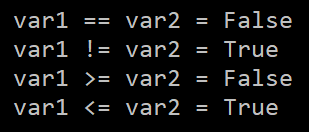 var1 == var2 = False
var1 != var2 = True
var1 >= var2 = False
var1 <= var2 = True